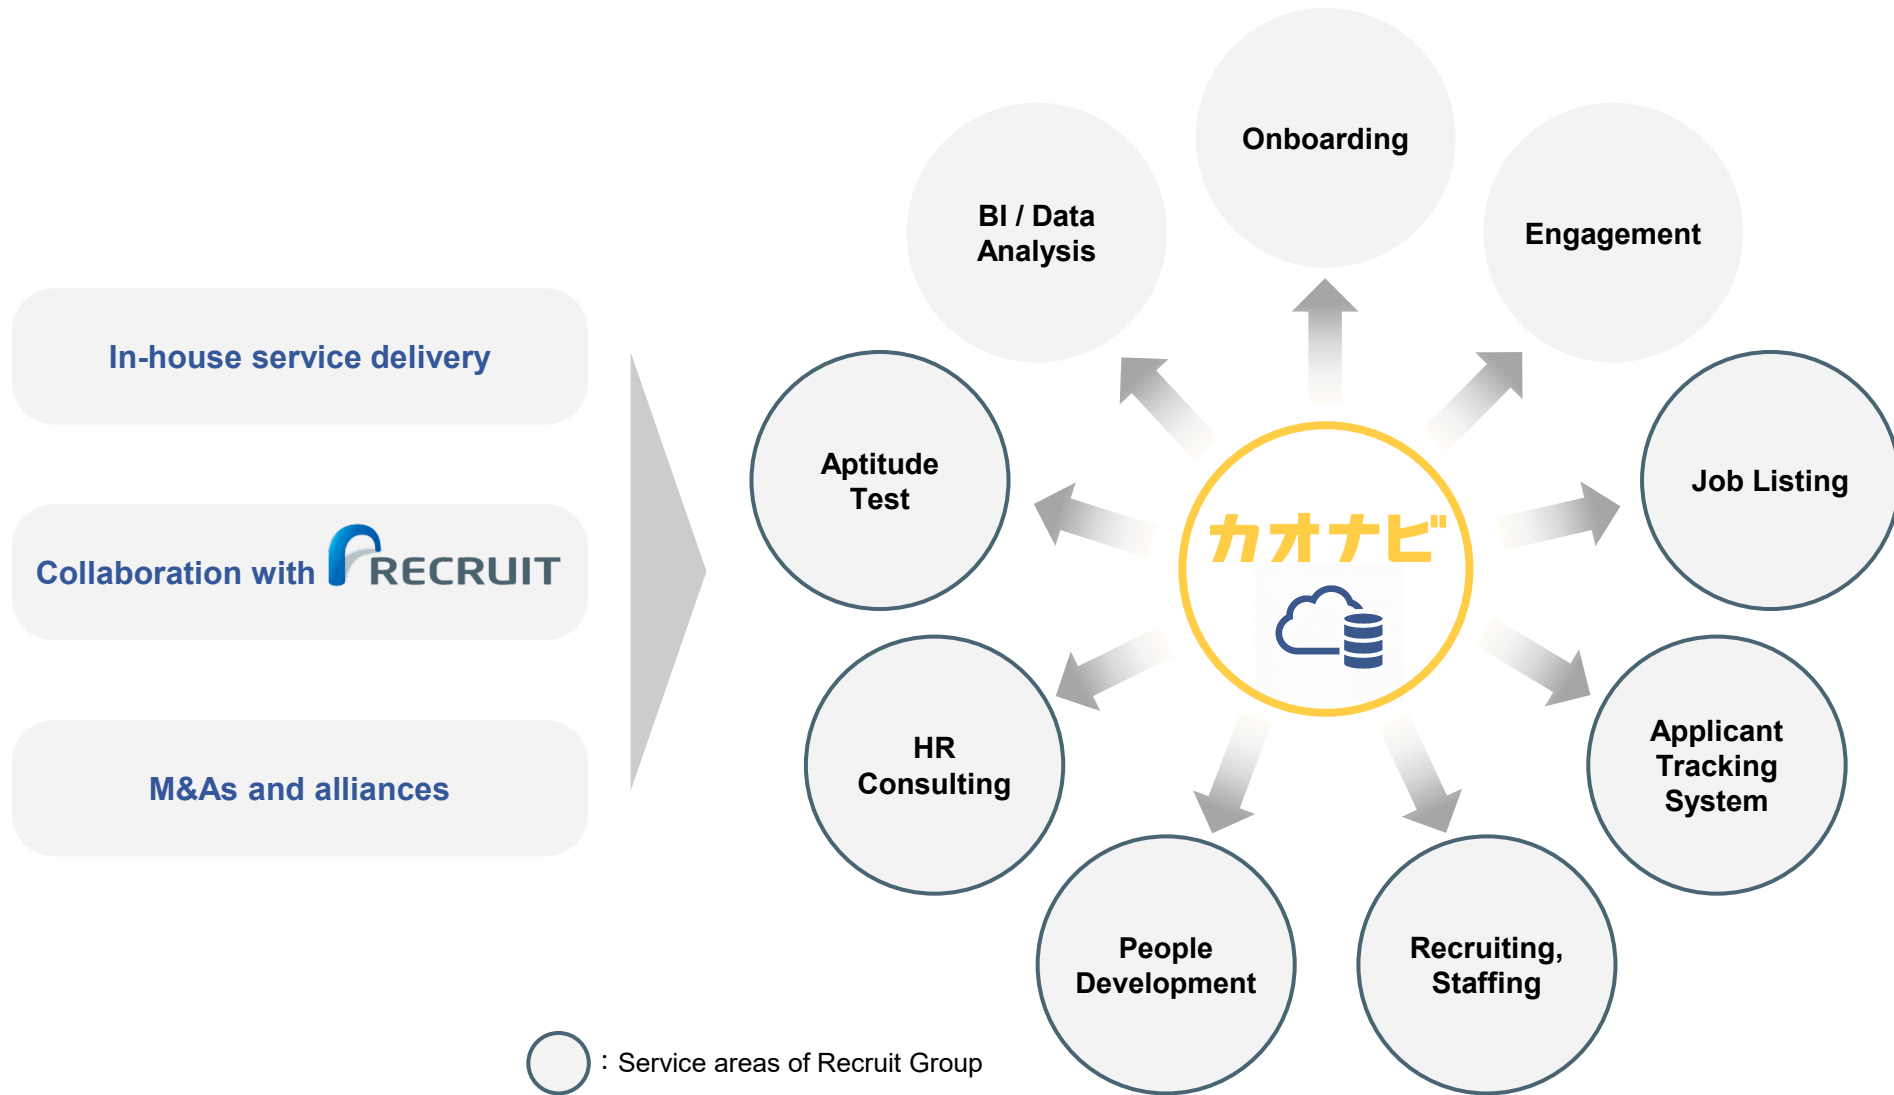 In-house service delivery
Collaboration with RECRUIT
M&As and alliances
Onboarding
BI / Data
Analysis
Engagement
Aptitude
Test
Job Listing
カオナビ
HR
Consulting
Applicant
Tracking
System
People
Development
Recruiting,
Staffing
: Service areas of Recruit Group